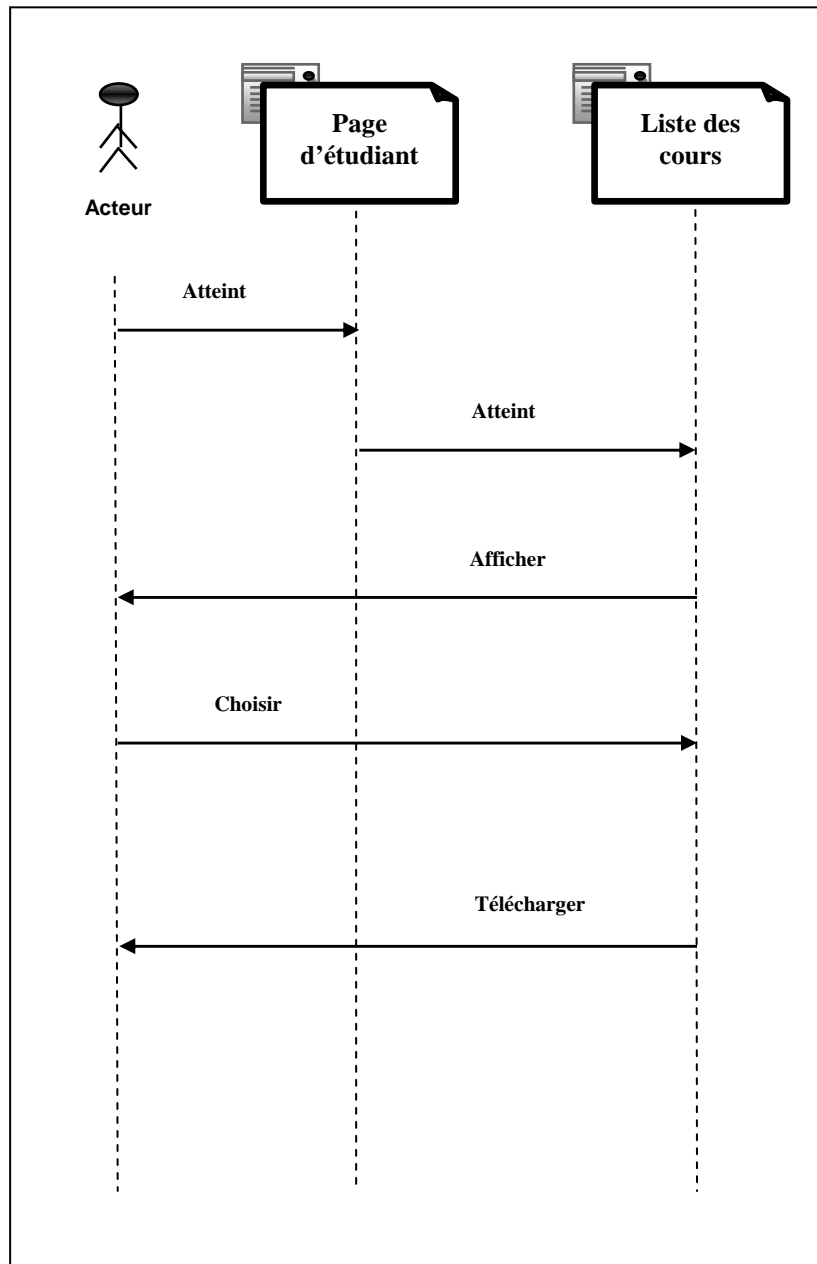 Page
d’étudiant
Liste des
cours
Acteur
Atteint
Atteint
Afficher
Choisir
Télécharger